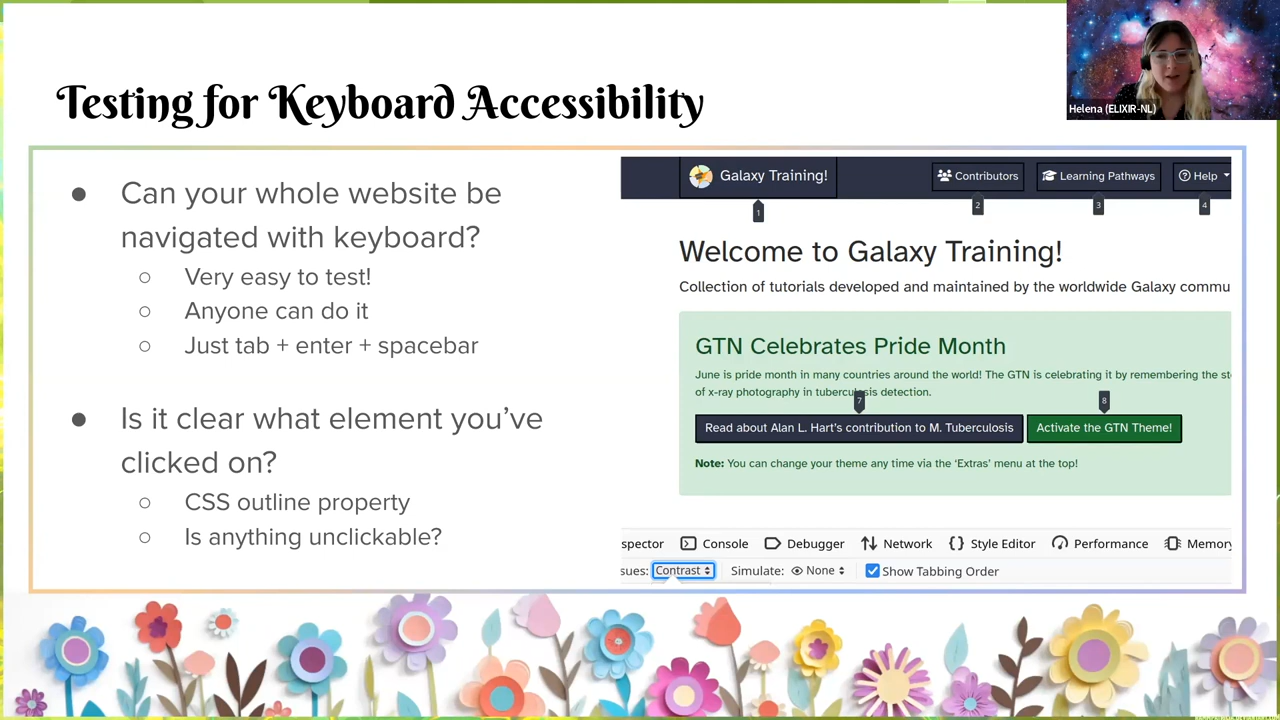 Testing for Keyboard Accessibility
Helena (ELIXIR-NL)
● Can your whole website be
navigated with keyboard?
○ Very easy to test!
○ Anyone can do it
○ Just tab + enter + spacebar
● Is it clear what element you’ve
clicked on?
○ CSS outline property
○ Is anything unclickable?
Galaxy Training! Contributors Learning Pathways Help
1 2 3 4
Welcome to Galaxy Training!
Collection of tutorials developed and maintained by the worldwide Galaxy commu
GTN Celebrates Pride Month
June is pride month in many countries around the world! The GTN is celebrating it by remembering the st
of x-ray photography in tuberculosis detection.
7 8
Read about Alan L. Hart's contribution to M. Tuberculosis Activate the GTN Theme!
Note: You can change your theme any time via the ‘Extras’ menu at the top!
spector Console Debugger Network Style Editor Performance Memory
sues: Contrast Simulate: None Show Tabbing Order